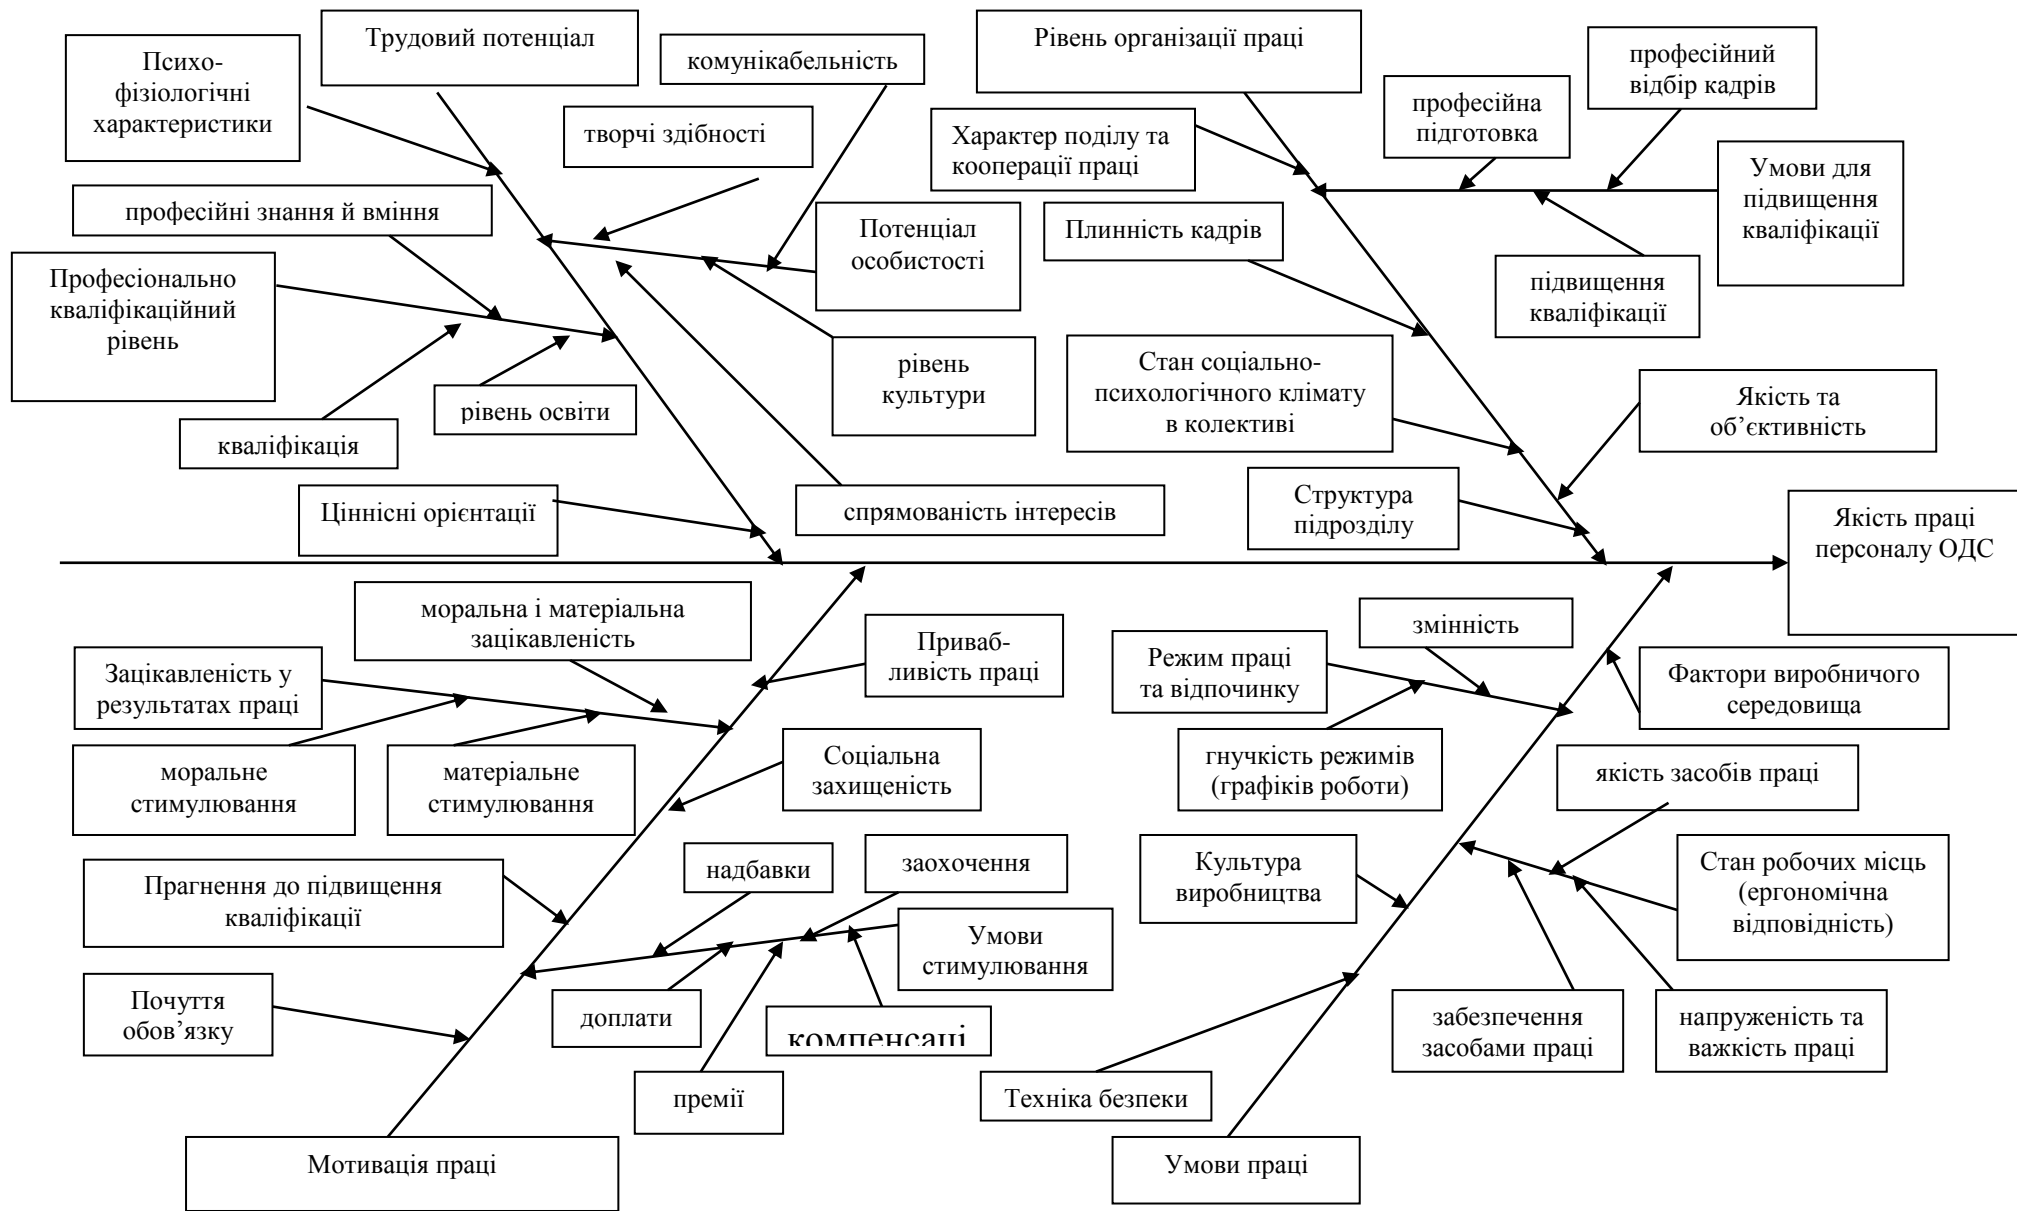 Трудовий потенціал
Рівень організації праці
Психо-
фізіологічні
характеристики
комунікабельність
професійний
відбір кадрів
творчі здібності
професійна
підготовка
Характер поділу та
кооперації праці
Умови для
підвищення
кваліфікації
професійні знання й вміння
Потенціал
особистості
Плинність кадрів
Професіонально
кваліфікаційний
рівень
підвищення
кваліфікації
рівень
культури
Стан соціально-
психологічного клімату
в колективі
Якість та
об’єктивність
рівень освіти
кваліфікація
Ціннісні орієнтації
спрямованість інтересів
Структура
підрозділу
Якість праці
персоналу ОДС
моральна і матеріальна
зацікавленість
Приваб-
ливість праці
змінність
Режим праці
та відпочинку
Зацікавленість у
результатах праці
Фактори виробничого
середовища
моральне
стимулювання
матеріальне
стимулювання
Соціальна
захищеність
гнучкість режимів
(графіків роботи)
якість засобів праці
Прагнення до підвищення
кваліфікації
надбавки
заохочення
Культура
виробництва
Стан робочих місць
(ергономічна
відповідність)
Умови
стимулювання
Почуття
обов’язку
доплати
компенсаці
забезпечення
засобами праці
напруженість та
важкість праці
премії
Техніка безпеки
Мотивація праці
Умови праці